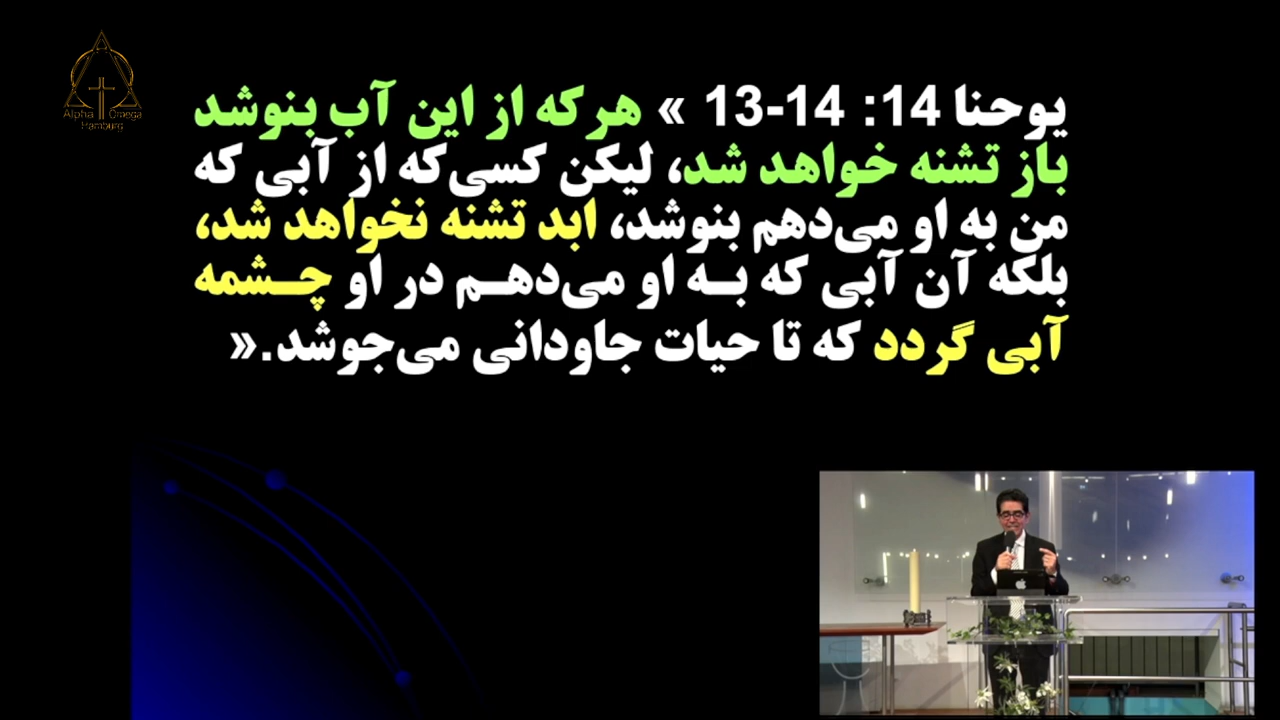 Alpha Omega
Hamburg
یوحنا 14: 14-13 » هرکه از این آب بنوشد
باز تشنه خواهد شد، لیکن کسی‌که از آبی که
من به او می‌دهم بنوشد، ابد تشنه نخواهد شد،
بلکه آن آبی که بـه او می‌دهـم در او چـشمه
آبی گردد که تا حیات جاودانی می‌جوشد.«